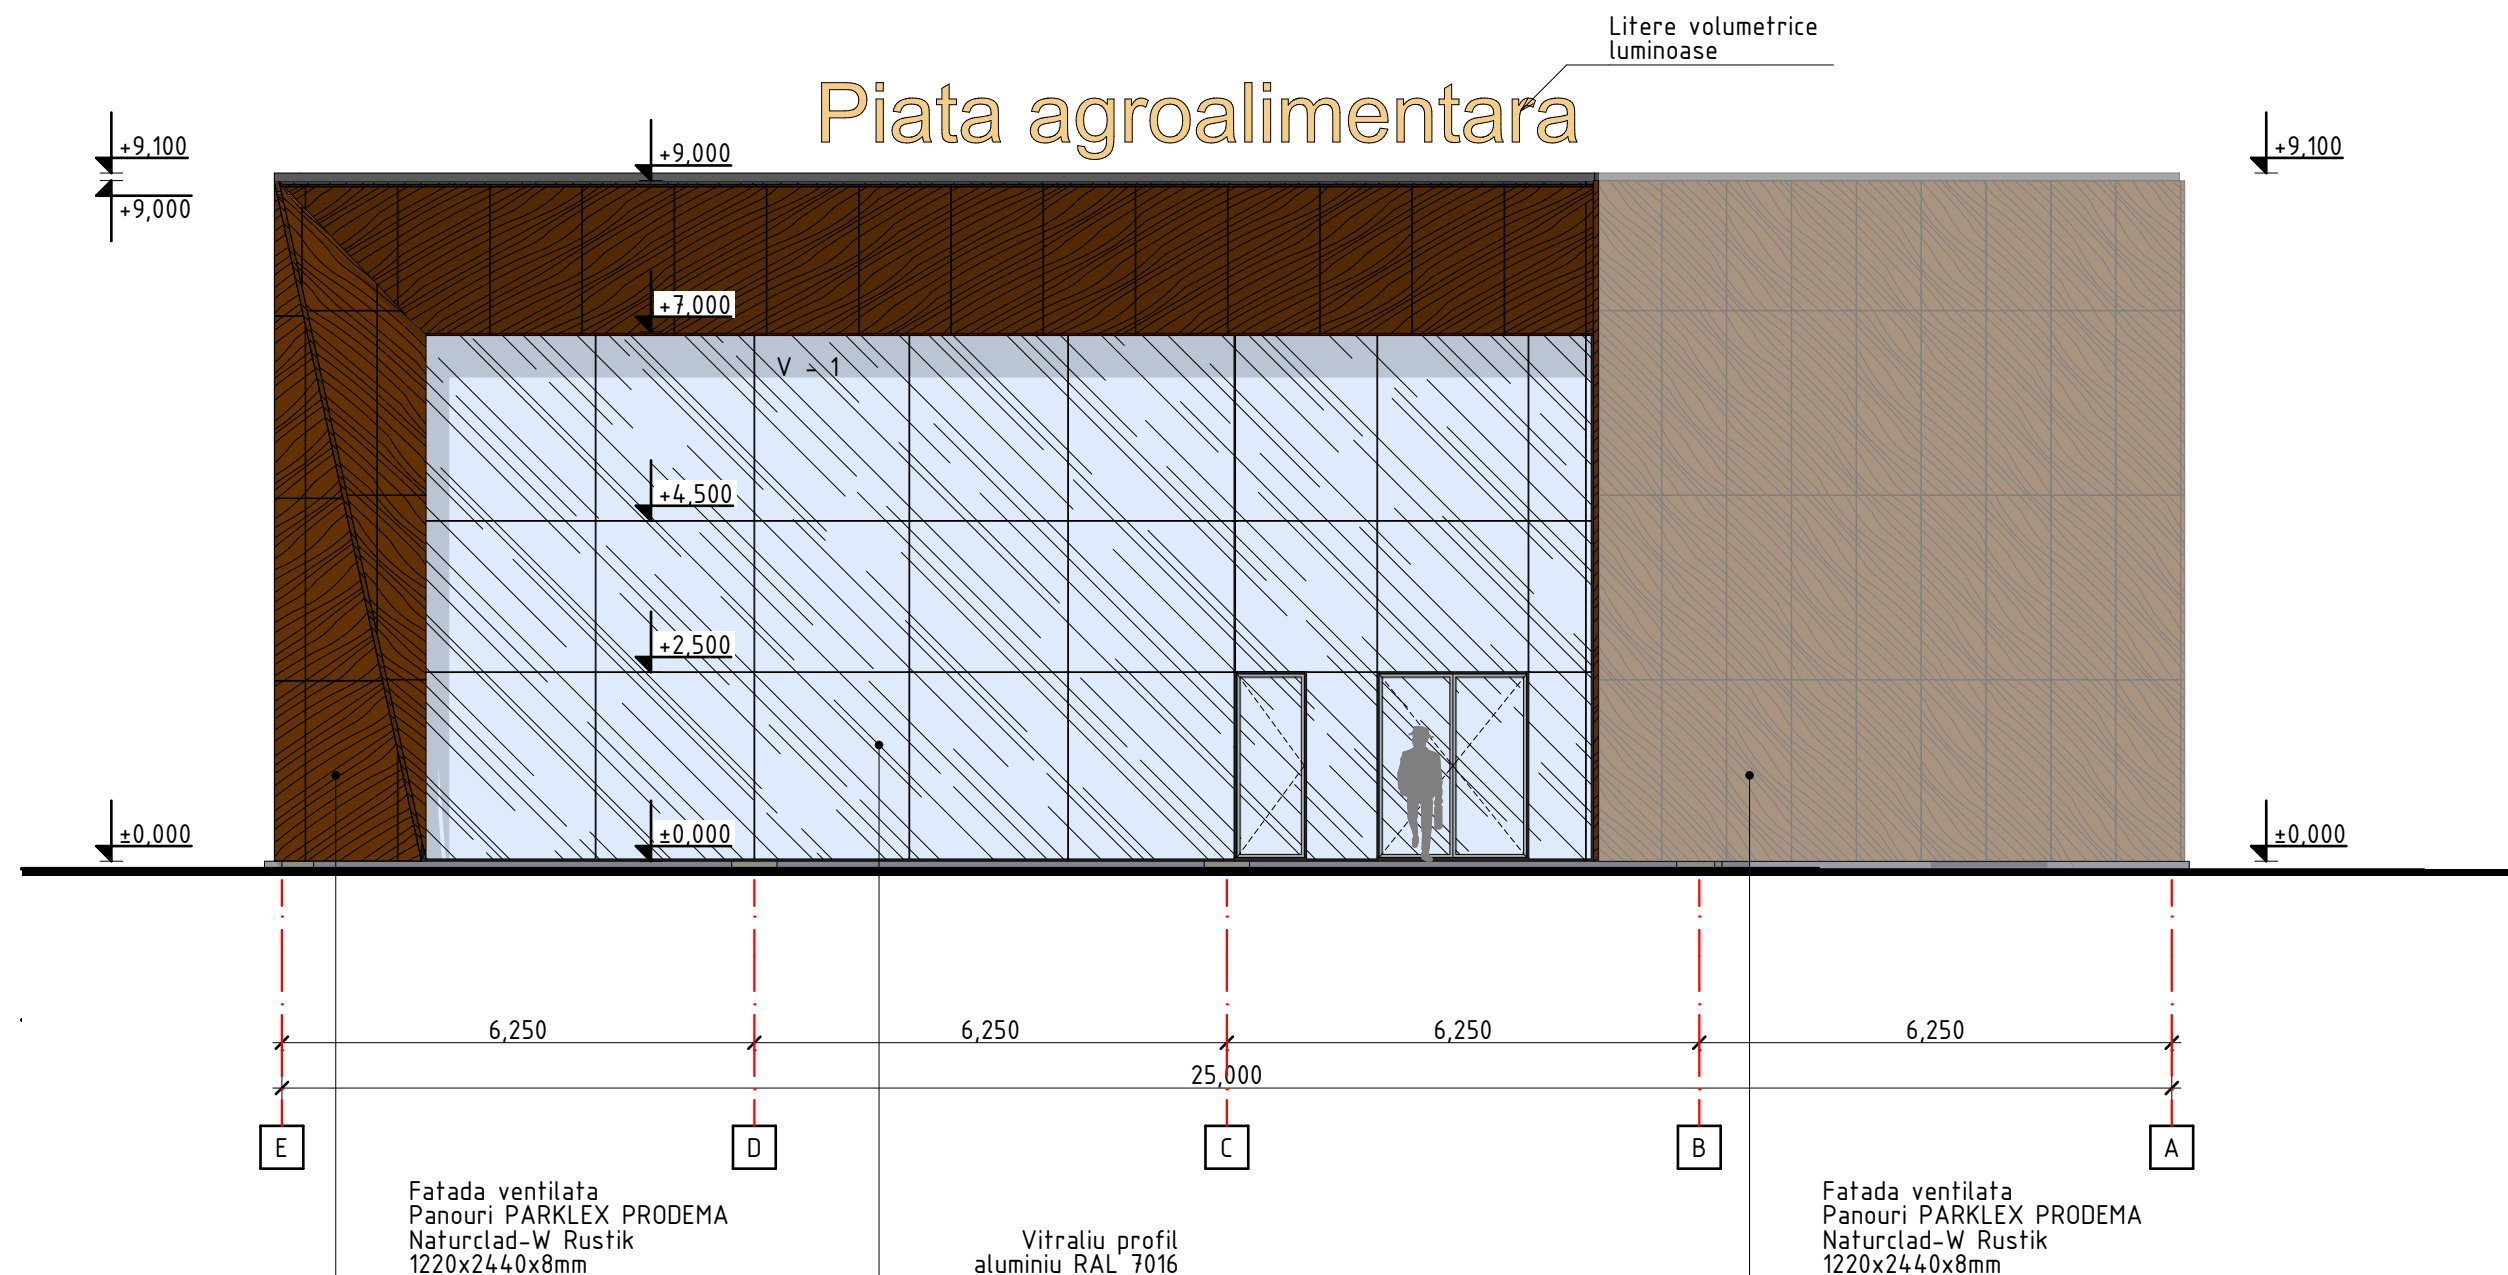 Litere volumetrice
luminoase
Piata agroalimentara
+9,100
+9,000
+9,000
+9,100
+7,000
V - 1
+4,500
+2,500
±0,000
±0,000
±0,000
6,250
6,250
6,250
6,250
25,000
E
D
C
B
A
Fatada ventilata
Panouri PARKLEX PRODEMA
Naturclad-W Rustik
1220x2440x8mm
Vitraliu profil
aluminiu RAL 7016
Fatada ventilata
Panouri PARKLEX PRODEMA
Naturclad-W Rustik
1220x2440x8mm